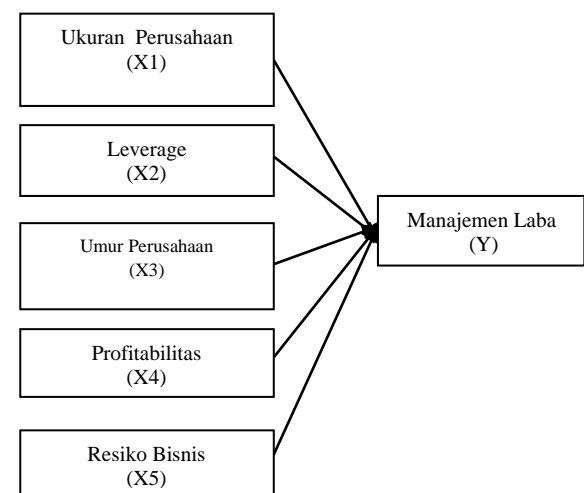 Ukuran Perusahaan
(X1)
Leverage
(X2)
Umur Perusahaan
(X3)
Profitabilitas
(X4)
Resiko Bisnis
(X5)
Manajemen Laba
(Y)